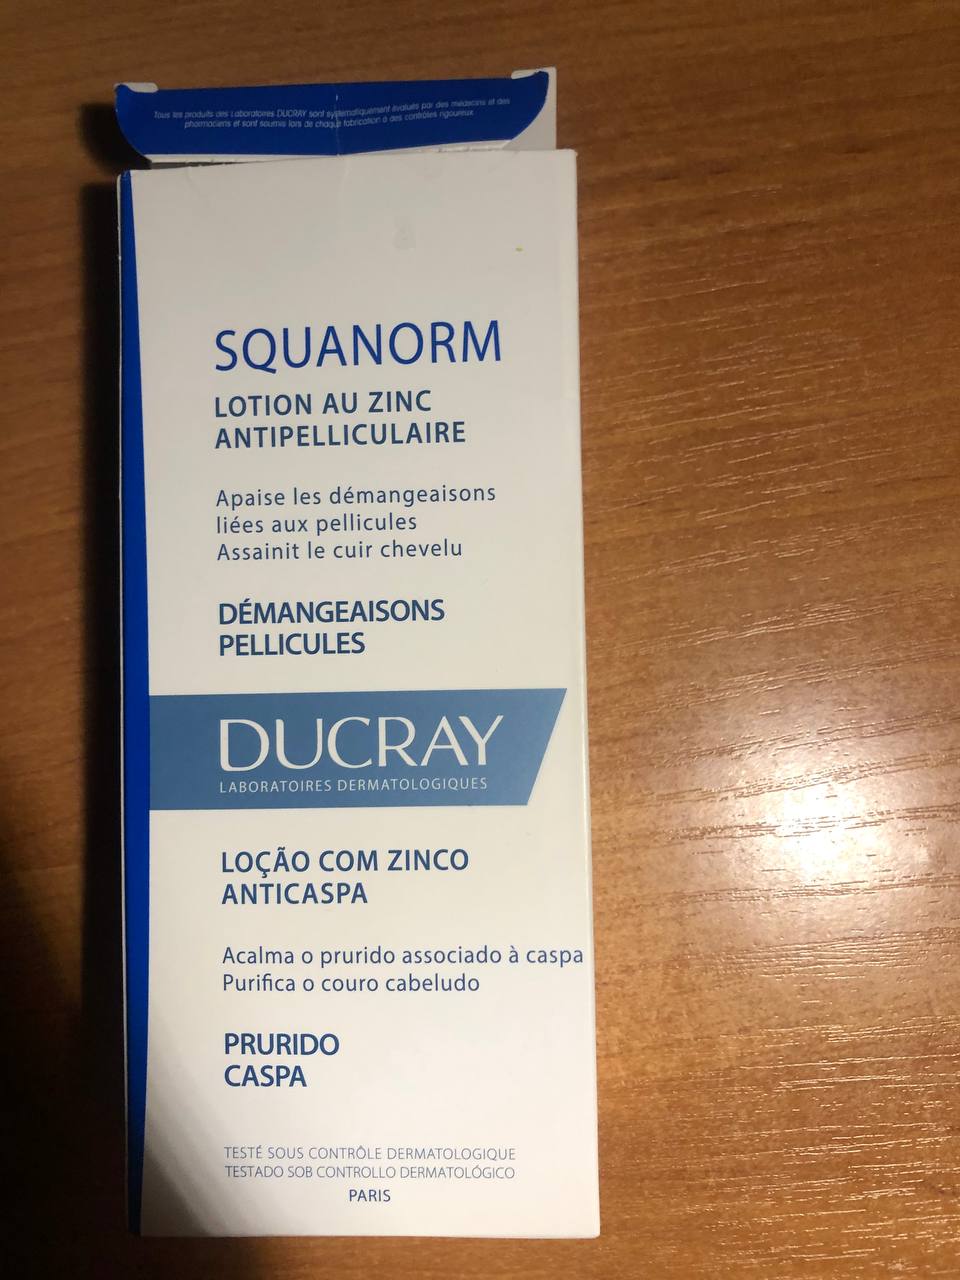 Tous les produits des Laboratoires DUCRAY sont systématiquement évalués par des médecins et des
pharmaciens et sont soumis lors de chaque fabrication à des contrôles rigoureux.
SQUANORM
LOTION AU ZINC
ANTIPELLICULAIRE
Apaise les démangeaisons
liées aux pellicules
Assainit le cuir chevelu
DÉMANGEAISONS
PELLICULES
DUCRAY
LABORATOIRES DERMATOLOGIQUES
LOÇÃO COM ZINCO
ANTICASPA
Acalma o prurido associado à caspa
Purifica o couro cabeludo
PRURIDO
CASPA
TESTÉ SOUS CONTRÔLE DERMATOLOGIQUE
TESTADO SOB CONTROLLO DERMATOLÓGICO
PARIS